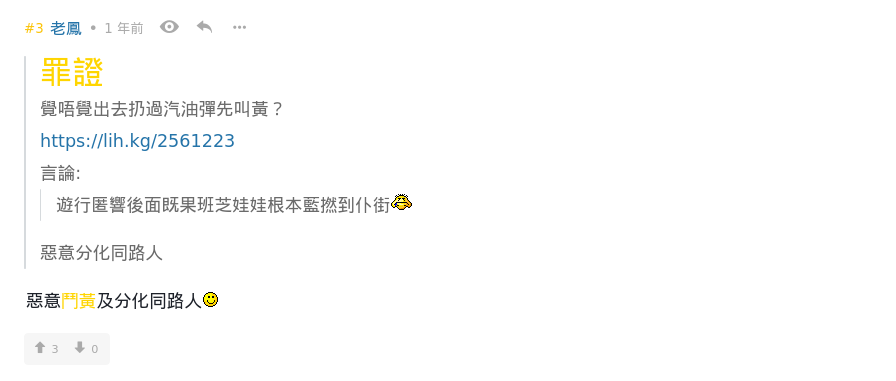 #3 老鳳 • 1 年前
罪證
覺唔覺出去扔過汽油彈先叫黃？
https://lih.kg/2561223
言論:
遊行匿響後面既果班芝娃娃根本藍撚到仆街
惡意分化同路人
惡意鬥黃及分化同路人
3 0